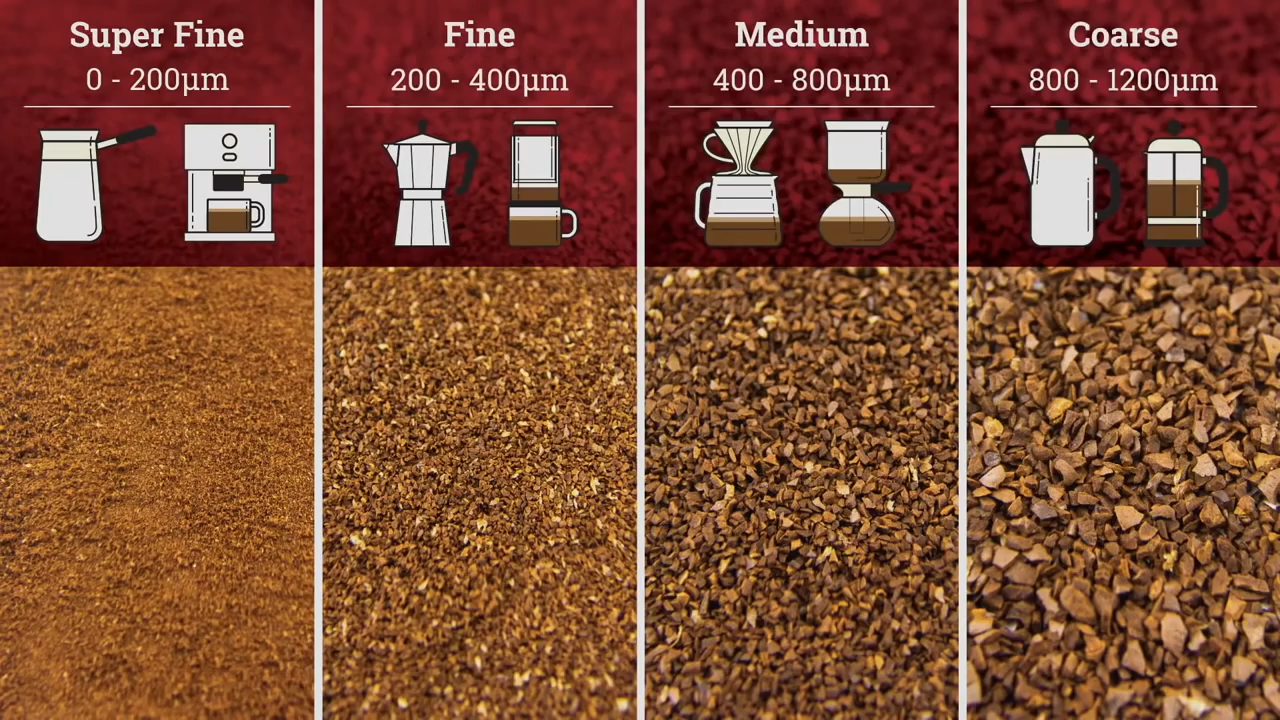 Super Fine
0 - 200µm
Fine
200 - 400µm
Medium
400 - 800µm
Coarse
800 - 1200µm